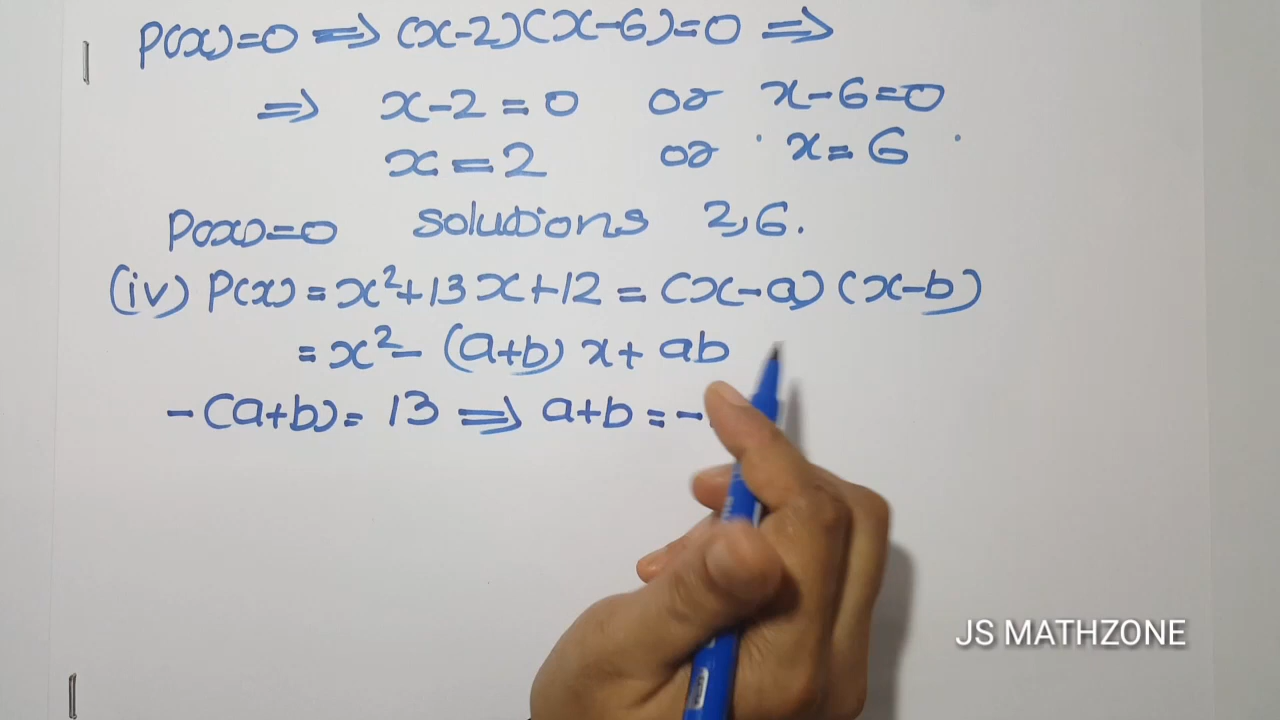 P(x)=0 ⟹ (x-2)(x-6)=0 ⟹
⟹ x-2=0 or x-6=0
x=2 or x=6
P(x)=0 solutions 2,6.
(iv) P(x) = x²+13x+12 = (x-a)(x-b)
= x² - (a+b)x + ab
-(a+b) = 13 ⟹ a+b = -
JS MATHZONE